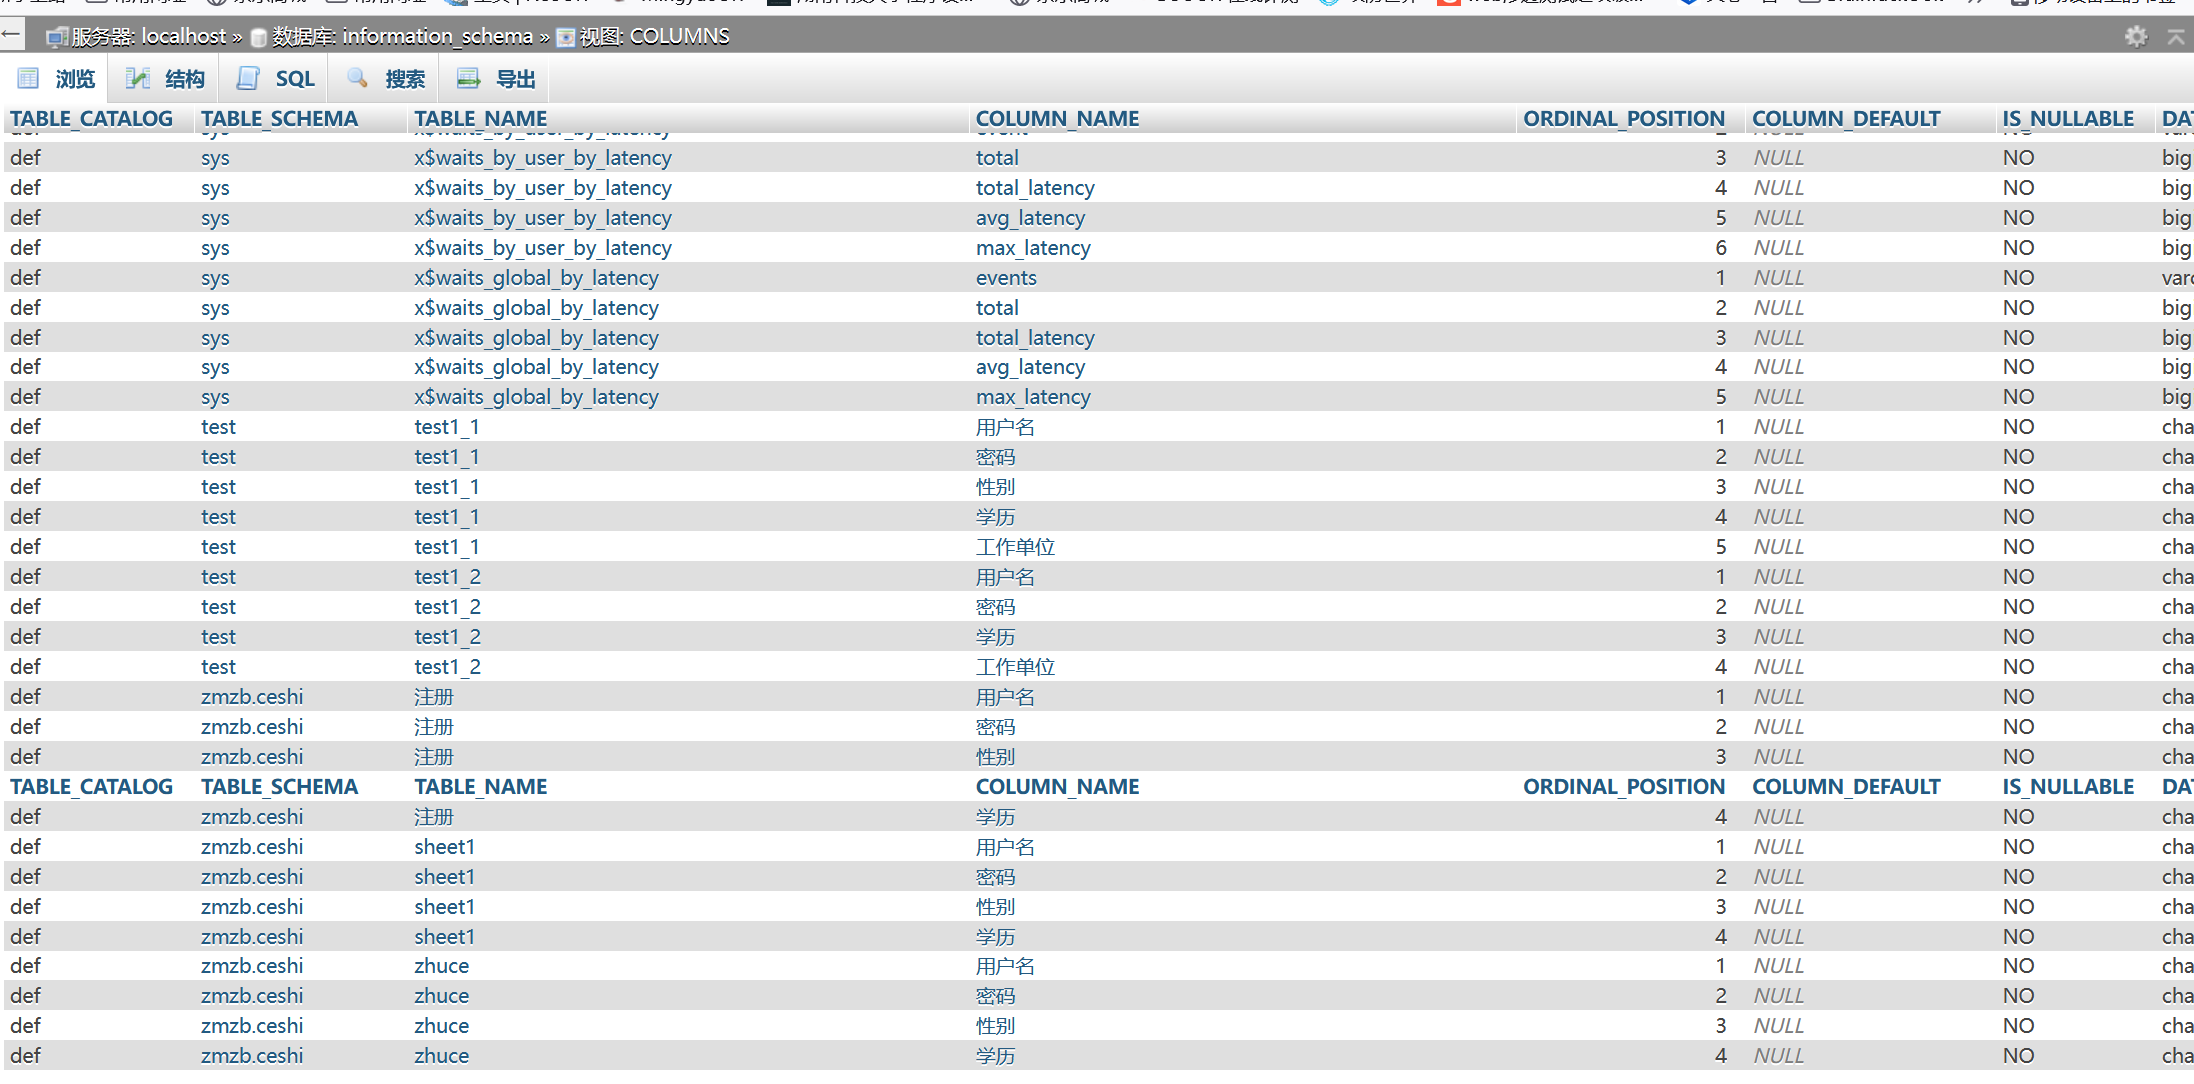 服务器: localhost » 数据库: information_schema » 视图: COLUMNS
浏览 结构 SQL 搜索 导出
TABLE_CATALOG TABLE_SCHEMA TABLE_NAME COLUMN_NAME ORDINAL_POSITION COLUMN_DEFAULT IS_NULLABLE DAT
def sys x$waits_by_user_by_latency event 2 NULL NO varc
def sys x$waits_by_user_by_latency total 3 NULL NO big
def sys x$waits_by_user_by_latency total_latency 4 NULL NO big
def sys x$waits_by_user_by_latency avg_latency 5 NULL NO big
def sys x$waits_by_user_by_latency max_latency 6 NULL NO big
def sys x$waits_global_by_latency events 1 NULL NO varc
def sys x$waits_global_by_latency total 2 NULL NO big
def sys x$waits_global_by_latency total_latency 3 NULL NO big
def sys x$waits_global_by_latency avg_latency 4 NULL NO big
def sys x$waits_global_by_latency max_latency 5 NULL NO big
def test test1_1 用户名 1 NULL NO cha
def test test1_1 密码 2 NULL NO cha
def test test1_1 性别 3 NULL NO cha
def test test1_1 学历 4 NULL NO cha
def test test1_1 工作单位 5 NULL NO cha
def test test1_2 用户名 1 NULL NO cha
def test test1_2 密码 2 NULL NO cha
def test test1_2 学历 3 NULL NO cha
def test test1_2 工作单位 4 NULL NO cha
def zmzb.ceshi 注册 用户名 1 NULL NO cha
def zmzb.ceshi 注册 密码 2 NULL NO cha
def zmzb.ceshi 注册 性别 3 NULL NO cha
TABLE_CATALOG TABLE_SCHEMA TABLE_NAME COLUMN_NAME ORDINAL_POSITION COLUMN_DEFAULT IS_NULLABLE DAT
def zmzb.ceshi 注册 学历 4 NULL NO cha
def zmzb.ceshi sheet1 用户名 1 NULL NO cha
def zmzb.ceshi sheet1 密码 2 NULL NO cha
def zmzb.ceshi sheet1 性别 3 NULL NO cha
def zmzb.ceshi sheet1 学历 4 NULL NO cha
def zmzb.ceshi zhuce 用户名 1 NULL NO cha
def zmzb.ceshi zhuce 密码 2 NULL NO cha
def zmzb.ceshi zhuce 性别 3 NULL NO cha
def zmzb.ceshi zhuce 学历 4 NULL NO cha